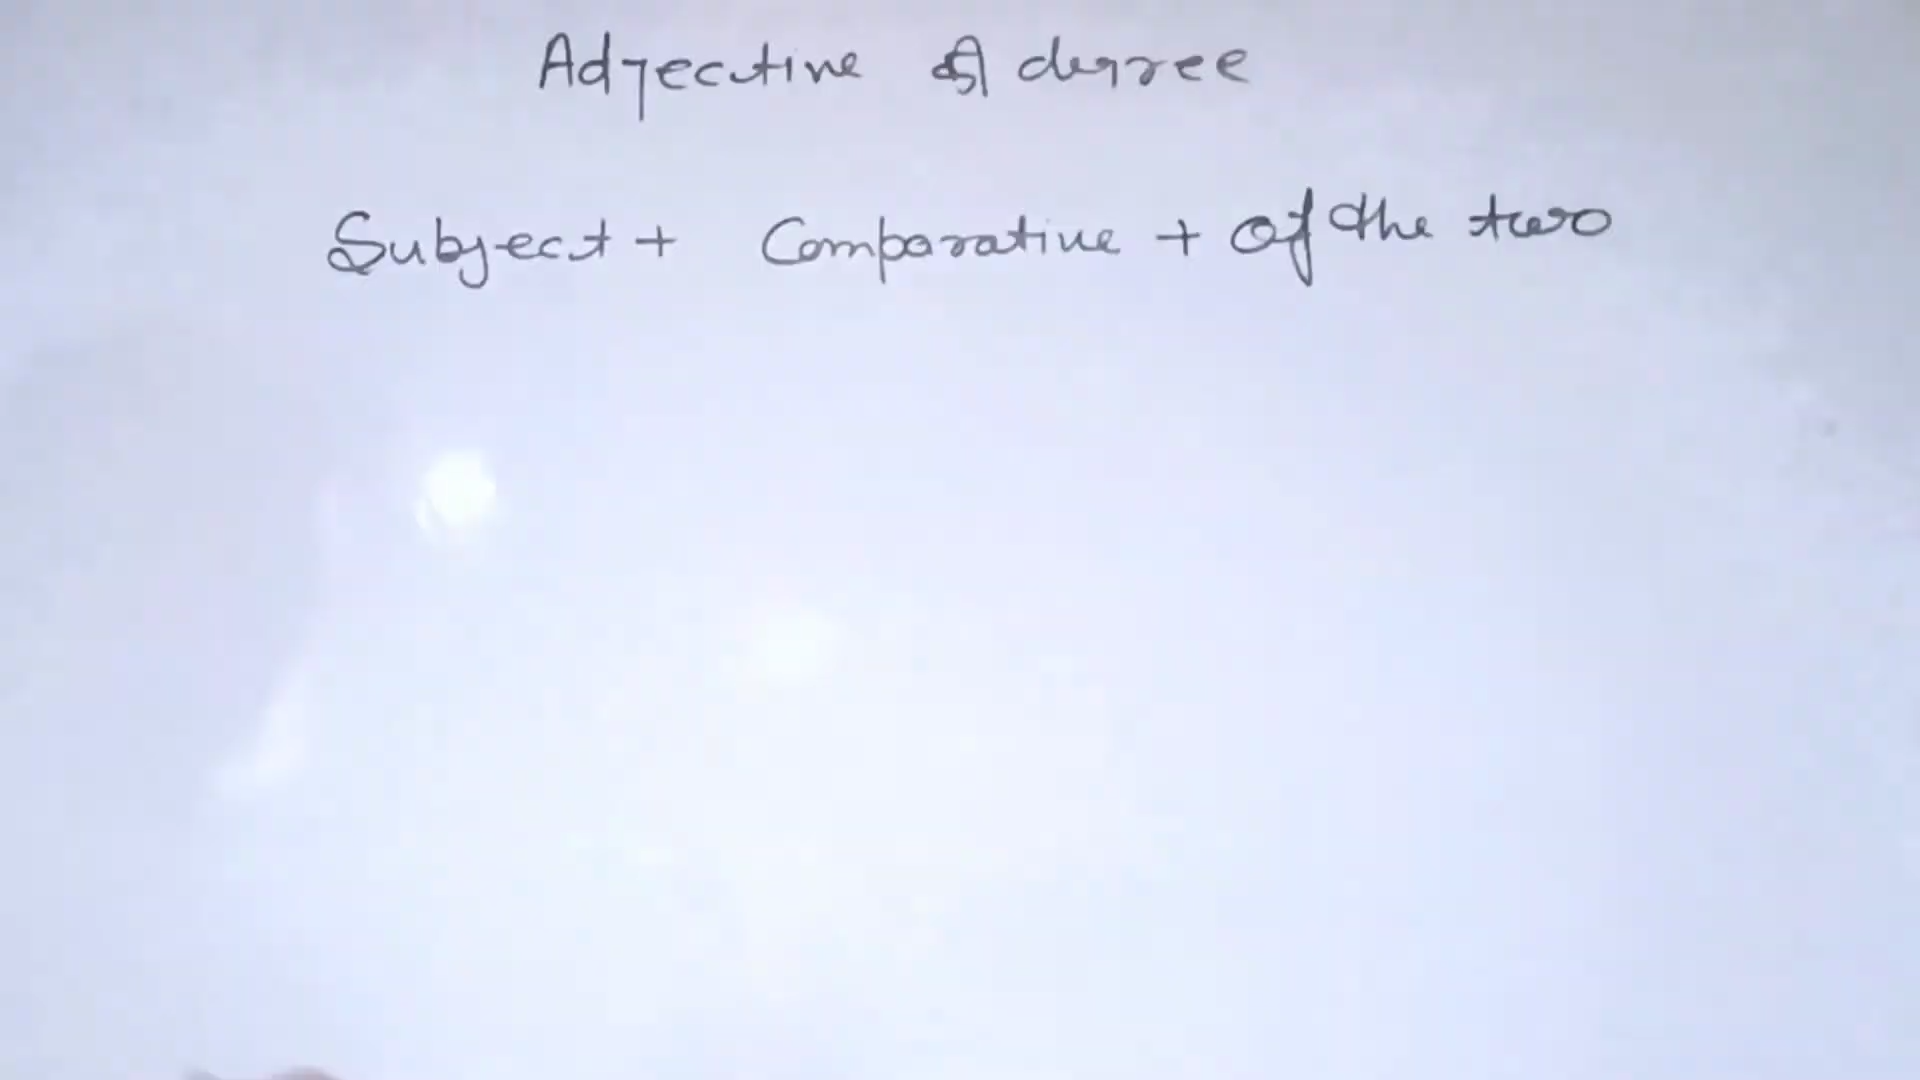 Adjective की degree
Subject + Comparative + of the two